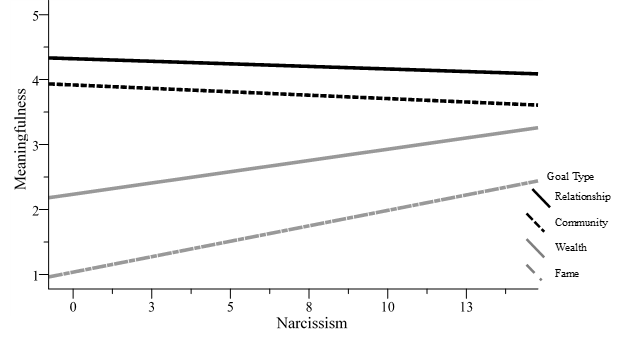 5
4
3
2
1
Meaningfulness
0 3 5 8 10 13
Narcissism
Goal Type
Relationship
Community
Wealth
Fame